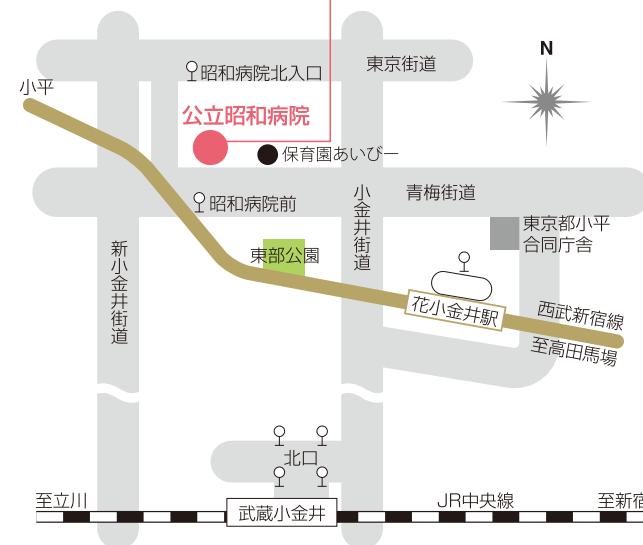 N
東京街道
昭和病院北入口
小平
公立昭和病院
保育園あいびー
青梅街道
昭和病院前
小金井街道
東京都小平
合同庁舎
新小金井街道
東部公園
花小金井駅
西武新宿線
至高田馬場
北口
至立川
武蔵小金井
JR中央線
至新宿